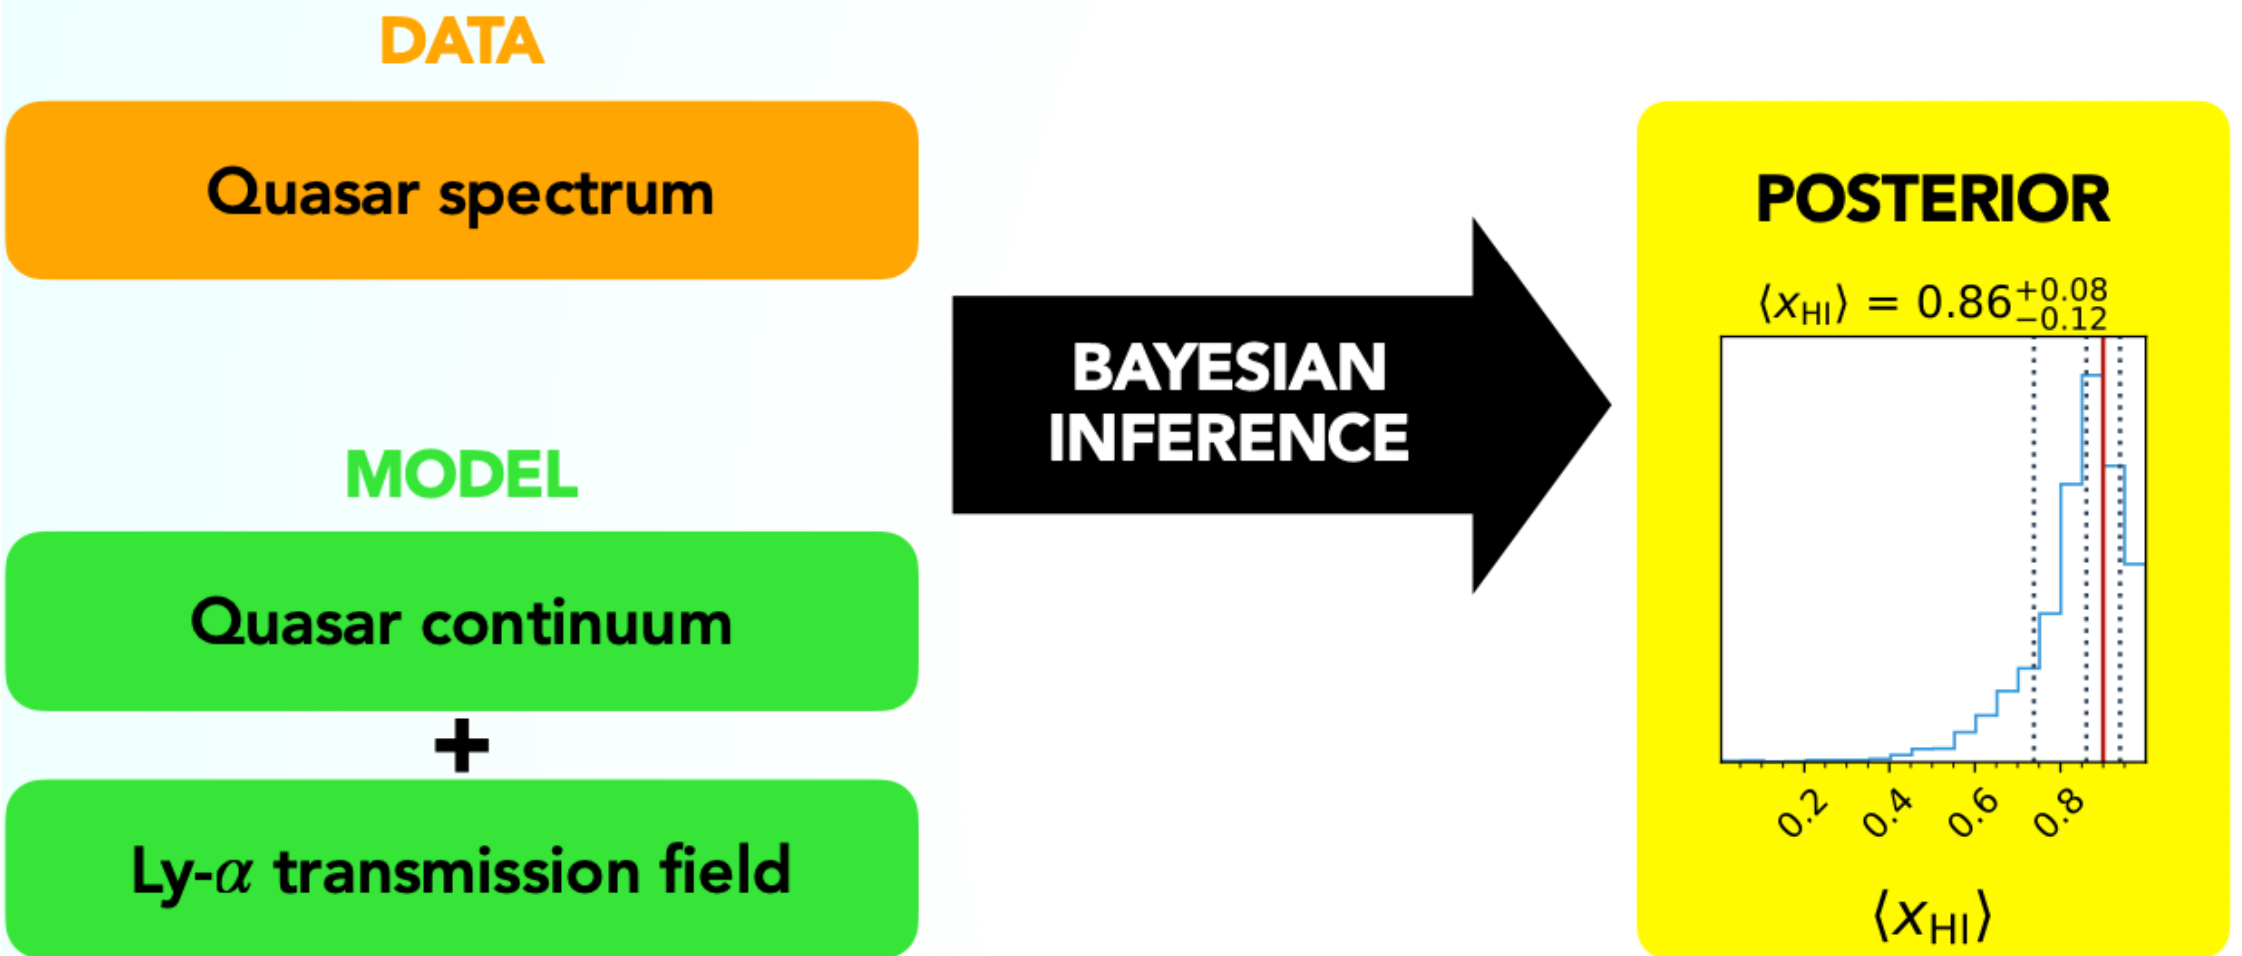 DATA
Quasar spectrum
MODEL
Quasar continuum
+
Ly-α transmission field
BAYESIAN
INFERENCE
POSTERIOR
⟨x_HI⟩ = 0.86^{+0.08}_{−0.12}
0.2 0.4 0.6 0.8
⟨x_HI⟩